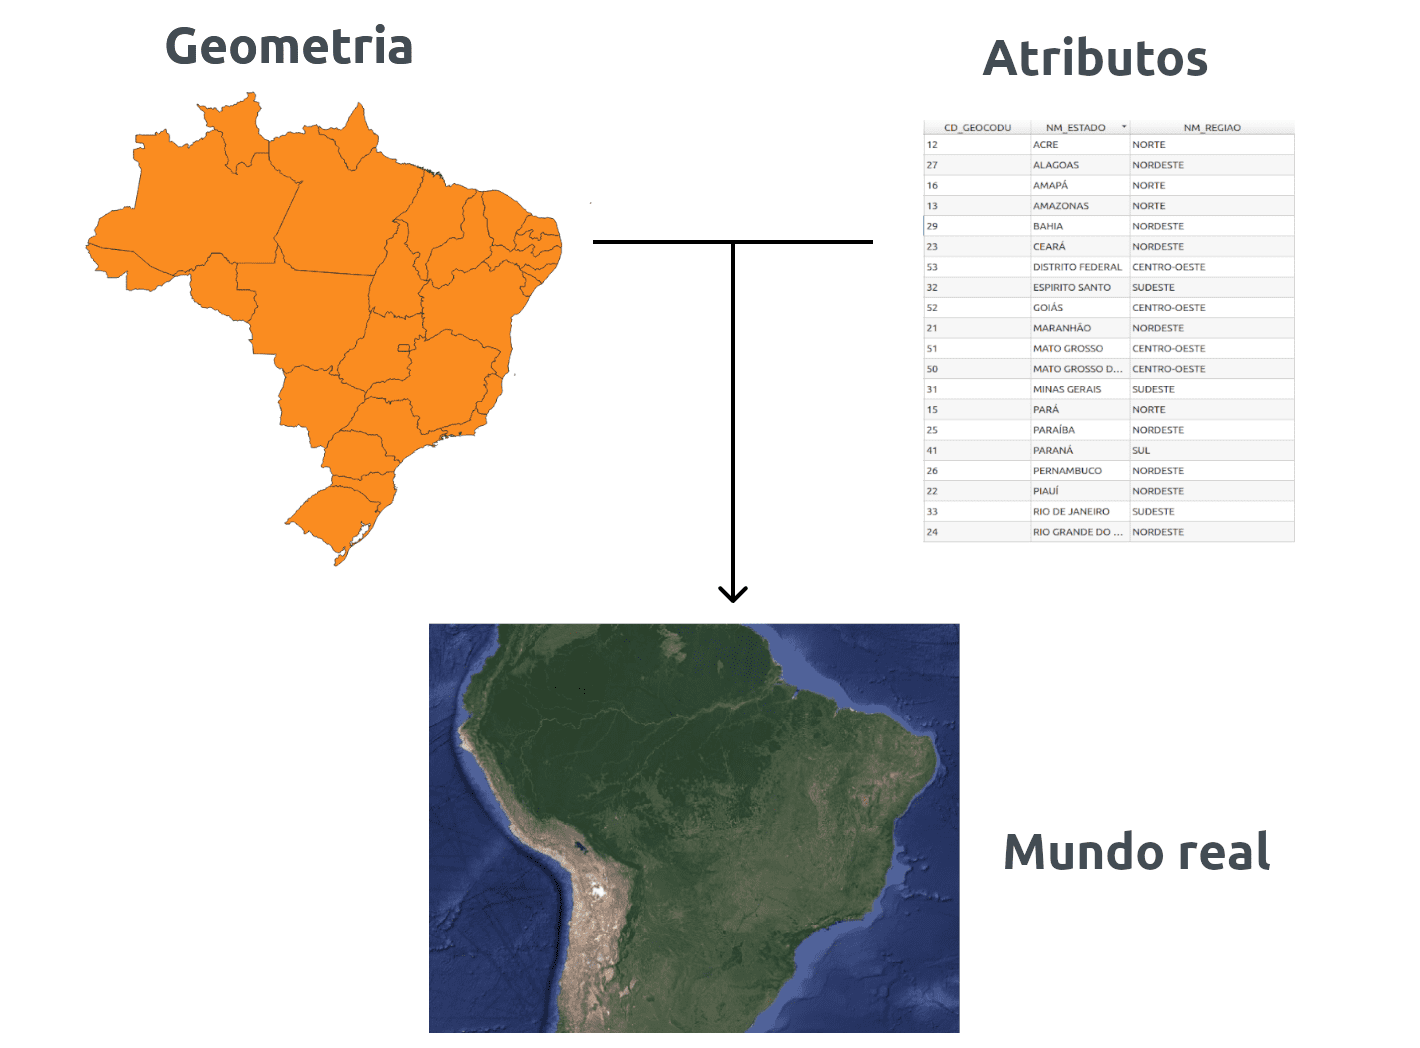 Geometria
Atributos
CD_GEOCODU NM_ESTADO NM_REGIAO
12 ACRE NORTE
27 ALAGOAS NORDESTE
16 AMAPÁ NORTE
13 AMAZONAS NORTE
29 BAHIA NORDESTE
23 CEARÁ NORDESTE
53 DISTRITO FEDERAL CENTRO-OESTE
32 ESPIRITO SANTO SUDESTE
52 GOIÁS CENTRO-OESTE
21 MARANHÃO NORDESTE
51 MATO GROSSO CENTRO-OESTE
50 MATO GROSSO D... CENTRO-OESTE
31 MINAS GERAIS SUDESTE
15 PARÁ NORTE
25 PARAÍBA NORDESTE
41 PARANÁ SUL
26 PERNAMBUCO NORDESTE
22 PIAUÍ NORDESTE
33 RIO DE JANEIRO SUDESTE
24 RIO GRANDE DO ... NORDESTE
Mundo real